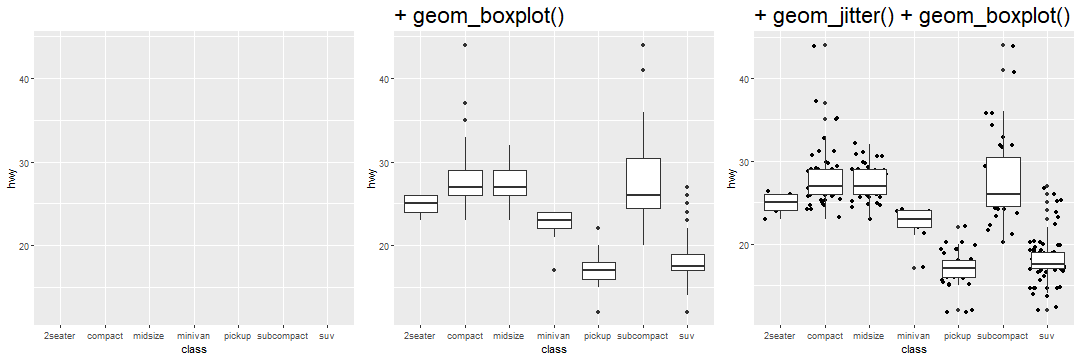 + geom_boxplot()
+ geom_jitter() + geom_boxplot()
hwy
40
30
20
2seater compact midsize minivan pickup subcompact suv
class
hwy
40
30
20
2seater compact midsize minivan pickup subcompact suv
class
hwy
40
30
20
2seater compact midsize minivan pickup subcompact suv
class